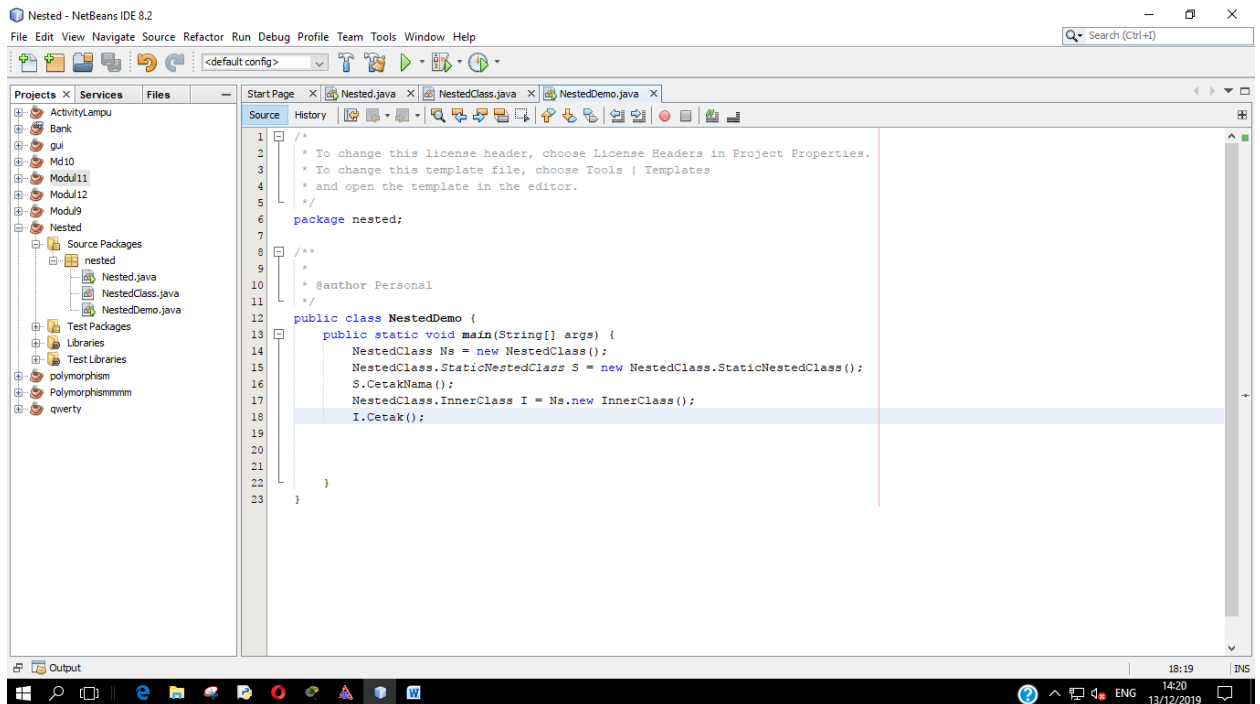 Nested - NetBeans IDE 8.2
File Edit View Navigate Source Refactor Run Debug Profile Team Tools Window Help
Search (Ctrl+I)
<default config>
Projects Services Files
Start Page Nested.java NestedClass.java NestedDemo.java
ActivityLampu
Bank
gui
Md10
Modul11
Modul12
Modul9
Nested
Source Packages
nested
Nested.java
NestedClass.java
NestedDemo.java
Test Packages
Libraries
Test Libraries
polymorphism
Polymorphismmmm
qwerty
Source History
1 /*
2 * To change this license header, choose License Headers in Project Properties.
3 * To change this template file, choose Tools | Templates
4 * and open the template in the editor.
5 */
6 package nested;
7
8 /**
9 *
10 * @author Personal
11 */
12 public class NestedDemo {
13 public static void main(String[] args) {
14 NestedClass Ns = new NestedClass();
15 NestedClass.StaticNestedClass S = new NestedClass.StaticNestedClass();
16 S.CetakNama();
17 NestedClass.InnerClass I = Ns.new InnerClass();
18 I.Cetak();
19
20
21
22 }
23 }
Output
18:19 INS
ENG 14:20
13/12/2019